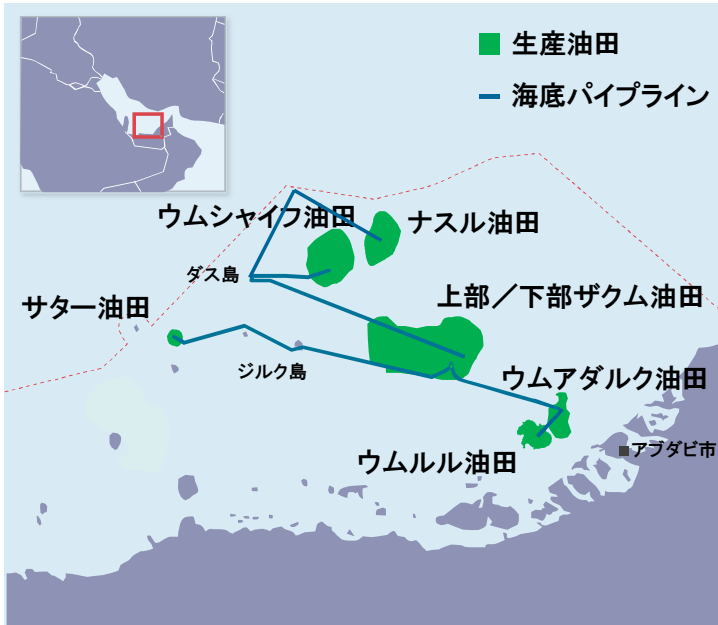 生産油田
海底パイプライン
ウムシャイフ油田
ナスル油田
ダス島
サター油田
上部／下部ザクム油田
ジルク島
ウムアダルク油田
ウムルル油田
アブダビ市